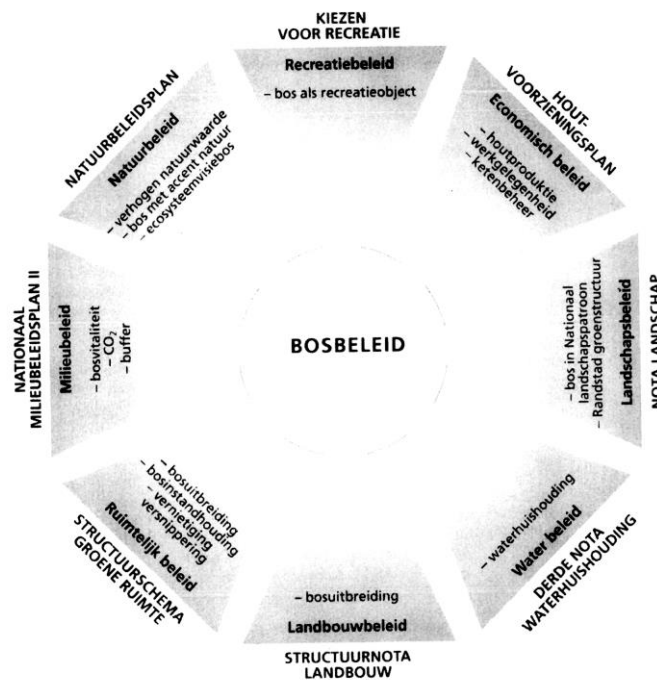 KIEZEN
VOOR RECREATIE
Recreatiebeleid
– bos als recreatieobject
HOUT-
VOORZIENINGSPLAN
Economisch beleid
– houtproduktie
– werkgelegenheid
– ketenbeheer
NOTA LANDSCHAP
Landschapsbeleid
– bos in Nationaal
landschapspatroon
– Randstad groenstructuur
DERDE NOTA
WATERHUISHOUDING
Water beleid
– waterhuishouding
STRUCTUURNOTA
LANDBOUW
Landbouwbeleid
– bosuitbreiding
STRUCTUURSCHEMA
GROENE RUIMTE
Ruimtelijk beleid
– bosuitbreiding
– bosinstandhouding
– vernietiging
versnippering
NATIONAAL
MILIEUBELEIDSPLAN II
Milieubeleid
– bosvitaliteit
– CO₂
– buffer
NATUURBELEIDSPLAN
Natuurbeleid
– verhogen natuurwaarde
– bos met accent natuur
– ecosysteemvisiebos
BOSBELEID